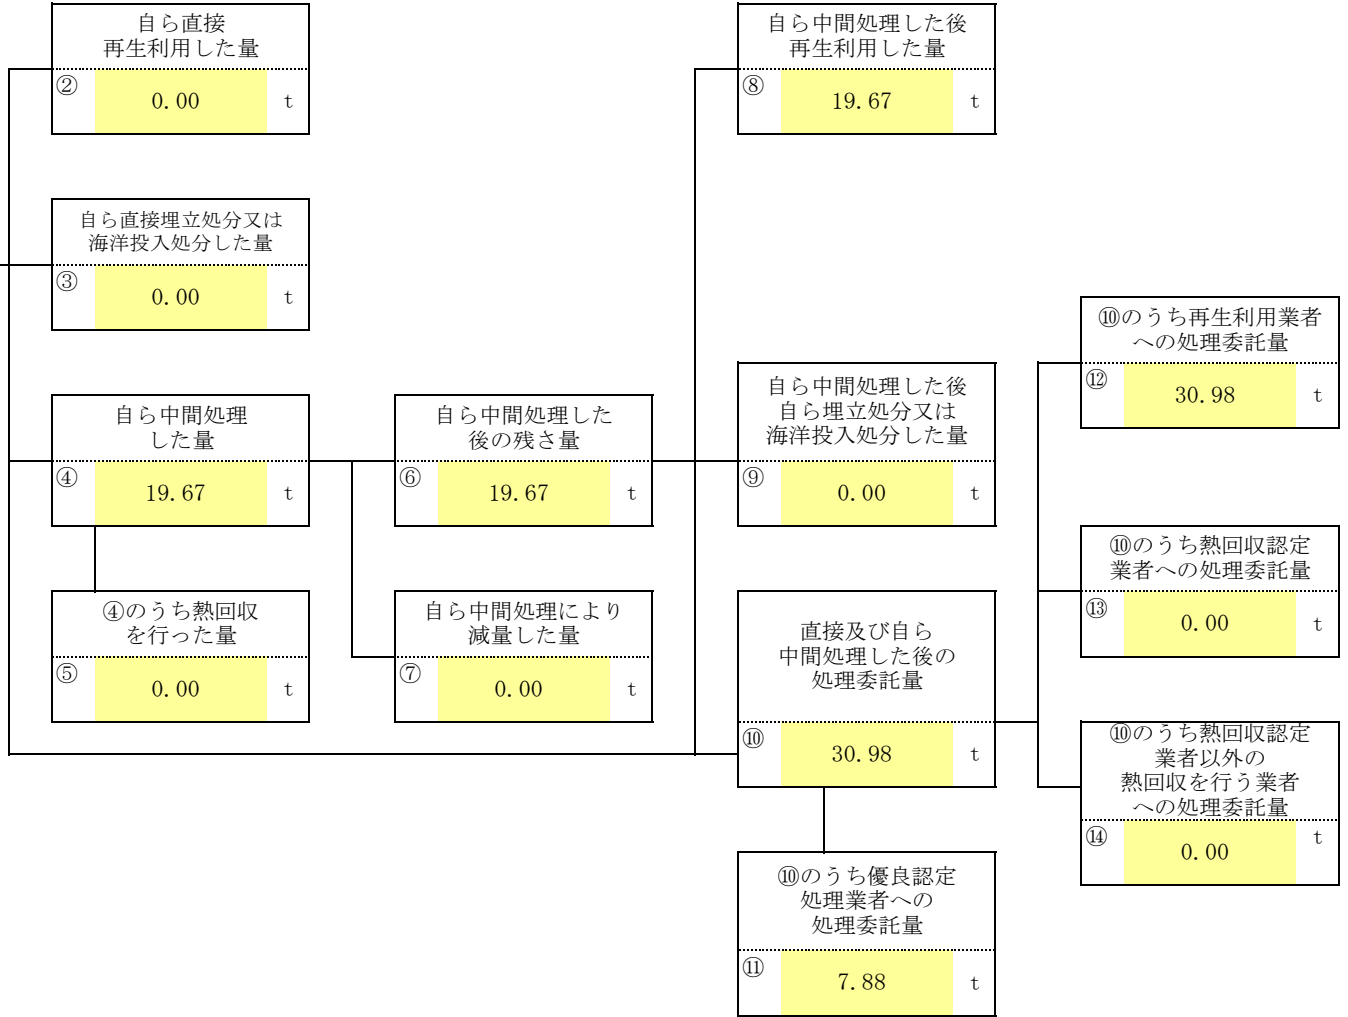 自ら直接
再生利用した量
②
0.00
t
自ら中間処理した後
再生利用した量
⑧
19.67
t
自ら直接埋立処分又は
海洋投入処分した量
③
0.00
t
⑩のうち再生利用業者
への処理委託量
⑫
30.98
t
自ら中間処理
した量
④
19.67
t
自ら中間処理した
後の残さ量
⑥
19.67
t
自ら中間処理した後
自ら埋立処分又は
海洋投入処分した量
⑨
0.00
t
⑩のうち熱回収認定
業者への処理委託量
⑬
0.00
t
④のうち熱回収
を行った量
⑤
0.00
t
自ら中間処理により
減量した量
⑦
0.00
t
直接及び自ら
中間処理した後の
処理委託量
⑩
30.98
t
⑩のうち熱回収認定
業者以外の
熱回収を行う業者
への処理委託量
⑭
0.00
t
⑩のうち優良認定
処理業者への
処理委託量
⑪
7.88
t